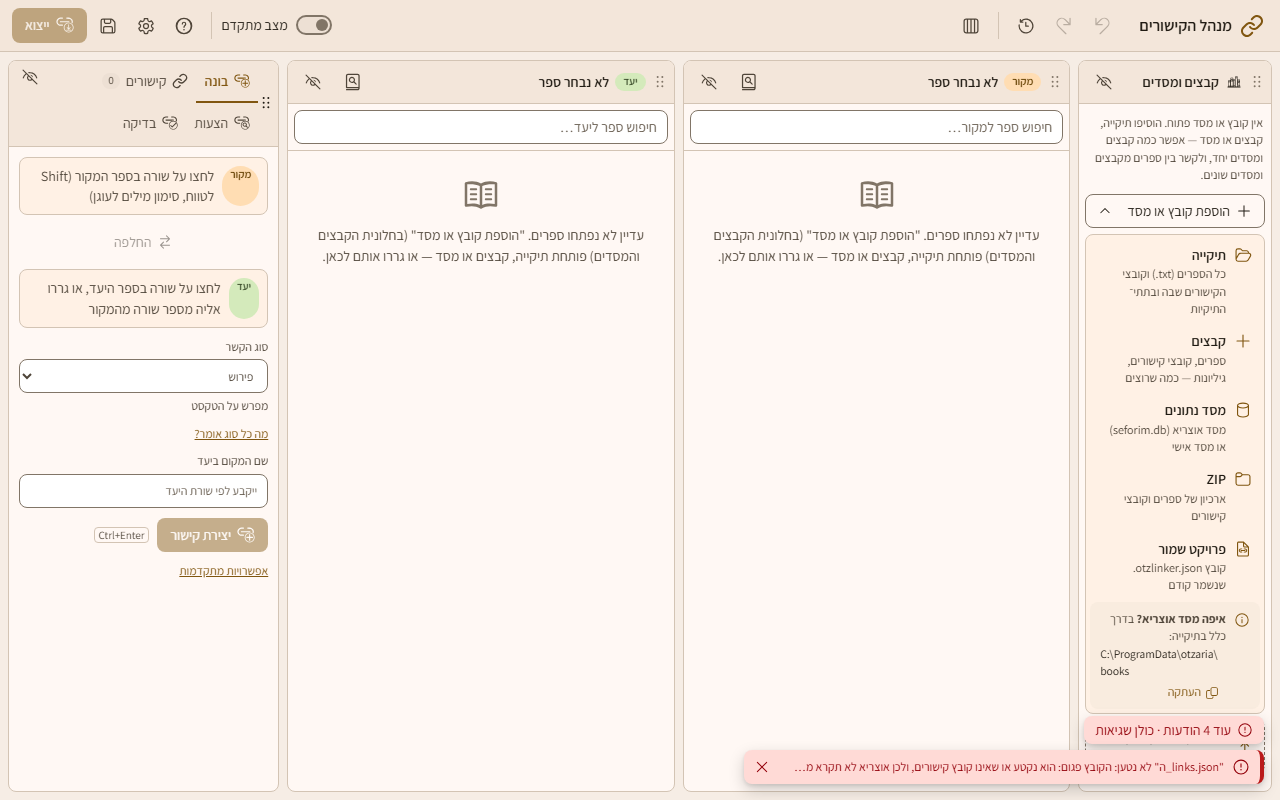 מנהל הקישורים
מצב מתקדם
ייצוא
קבצים ומסדים
אין קובץ או מסד פתוח. הוסיפו תיקייה,
קבצים או מסד — אפשר כמה קבצים
ומסדים יחד, ולקשר בין ספרים מקבצים
ומסדים שונים.
הוספת קובץ או מסד
תיקייה
כל הספרים (.txt) וקובצי
הקישורים שבה ובתתי־
התיקיות
קבצים
ספרים, קובצי קישורים,
גיליונות — כמה שרוצים
מסד נתונים
מסד אוצריא (seforim.db)
או מסד אישי
ZIP
ארכיון של ספרים וקובצי
קישורים
פרויקט שמור
קובץ otzlinker.json.
שנשמר קודם
איפה מסד אוצריא? בדרך
כלל בתיקייה:
C:\ProgramData\otzaria\
books
העתקה
עוד 4 הודעות · כולן שגיאות
"ה_links.json" לא נטען: הקובץ פגום: הוא נקטע או שאינו קובץ קישורים, ולכן אוצריא לא תקרא מ...
מקור
לא נבחר ספר
חיפוש ספר למקור...
עדיין לא נפתחו ספרים. "הוספת קובץ או מסד" (בחלונית הקבצים
והמסדים) פותחת תיקייה, קבצים או מסד — או גררו אותם לכאן.
יעד
לא נבחר ספר
חיפוש ספר ליעד...
עדיין לא נפתחו ספרים. "הוספת קובץ או מסד" (בחלונית הקבצים
והמסדים) פותחת תיקייה, קבצים או מסד — או גררו אותם לכאן.
בונה
קישורים 0
הצעות
בדיקה
מקור
לחצו על שורה בספר המקור (Shift
לטווח, סימון מילים לעוגן)
החלפה
יעד
לחצו על שורה בספר היעד, או גררו
אליה מספר שורה מהמקור
סוג הקשר
פירוש
מפרש על הטקסט
מה כל סוג אומר?
שם המקום ביעד
ייקבע לפי שורת היעד
יצירת קישור
Ctrl+Enter
אפשרויות מתקדמות